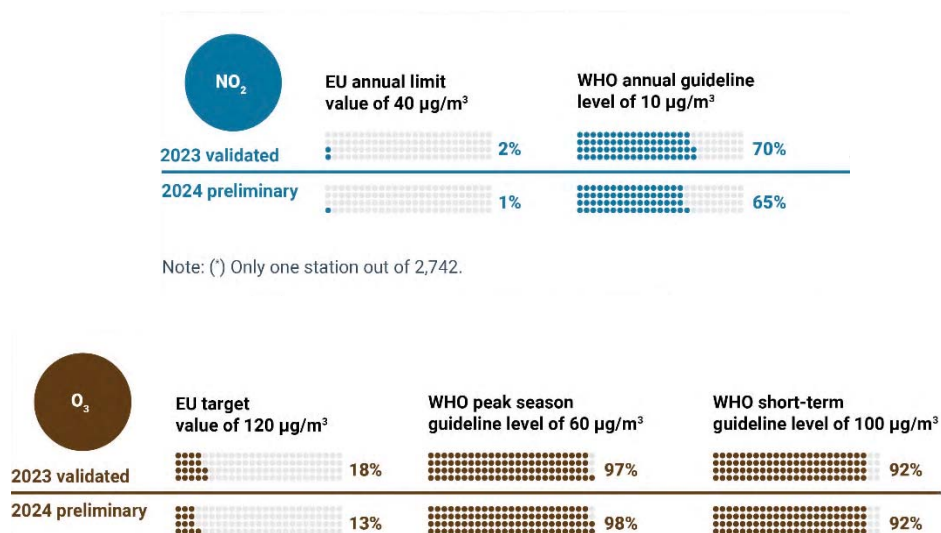 NO₂
EU annual limit
value of 40 µg/m³
WHO annual guideline
level of 10 µg/m³
2023 validated
2%
70%
2024 preliminary
1%
65%
Note: (*) Only one station out of 2,742.
O₃
EU target
value of 120 µg/m³
WHO peak season
guideline level of 60 µg/m³
WHO short-term
guideline level of 100 µg/m³
2023 validated
18%
97%
92%
2024 preliminary
13%
98%
92%